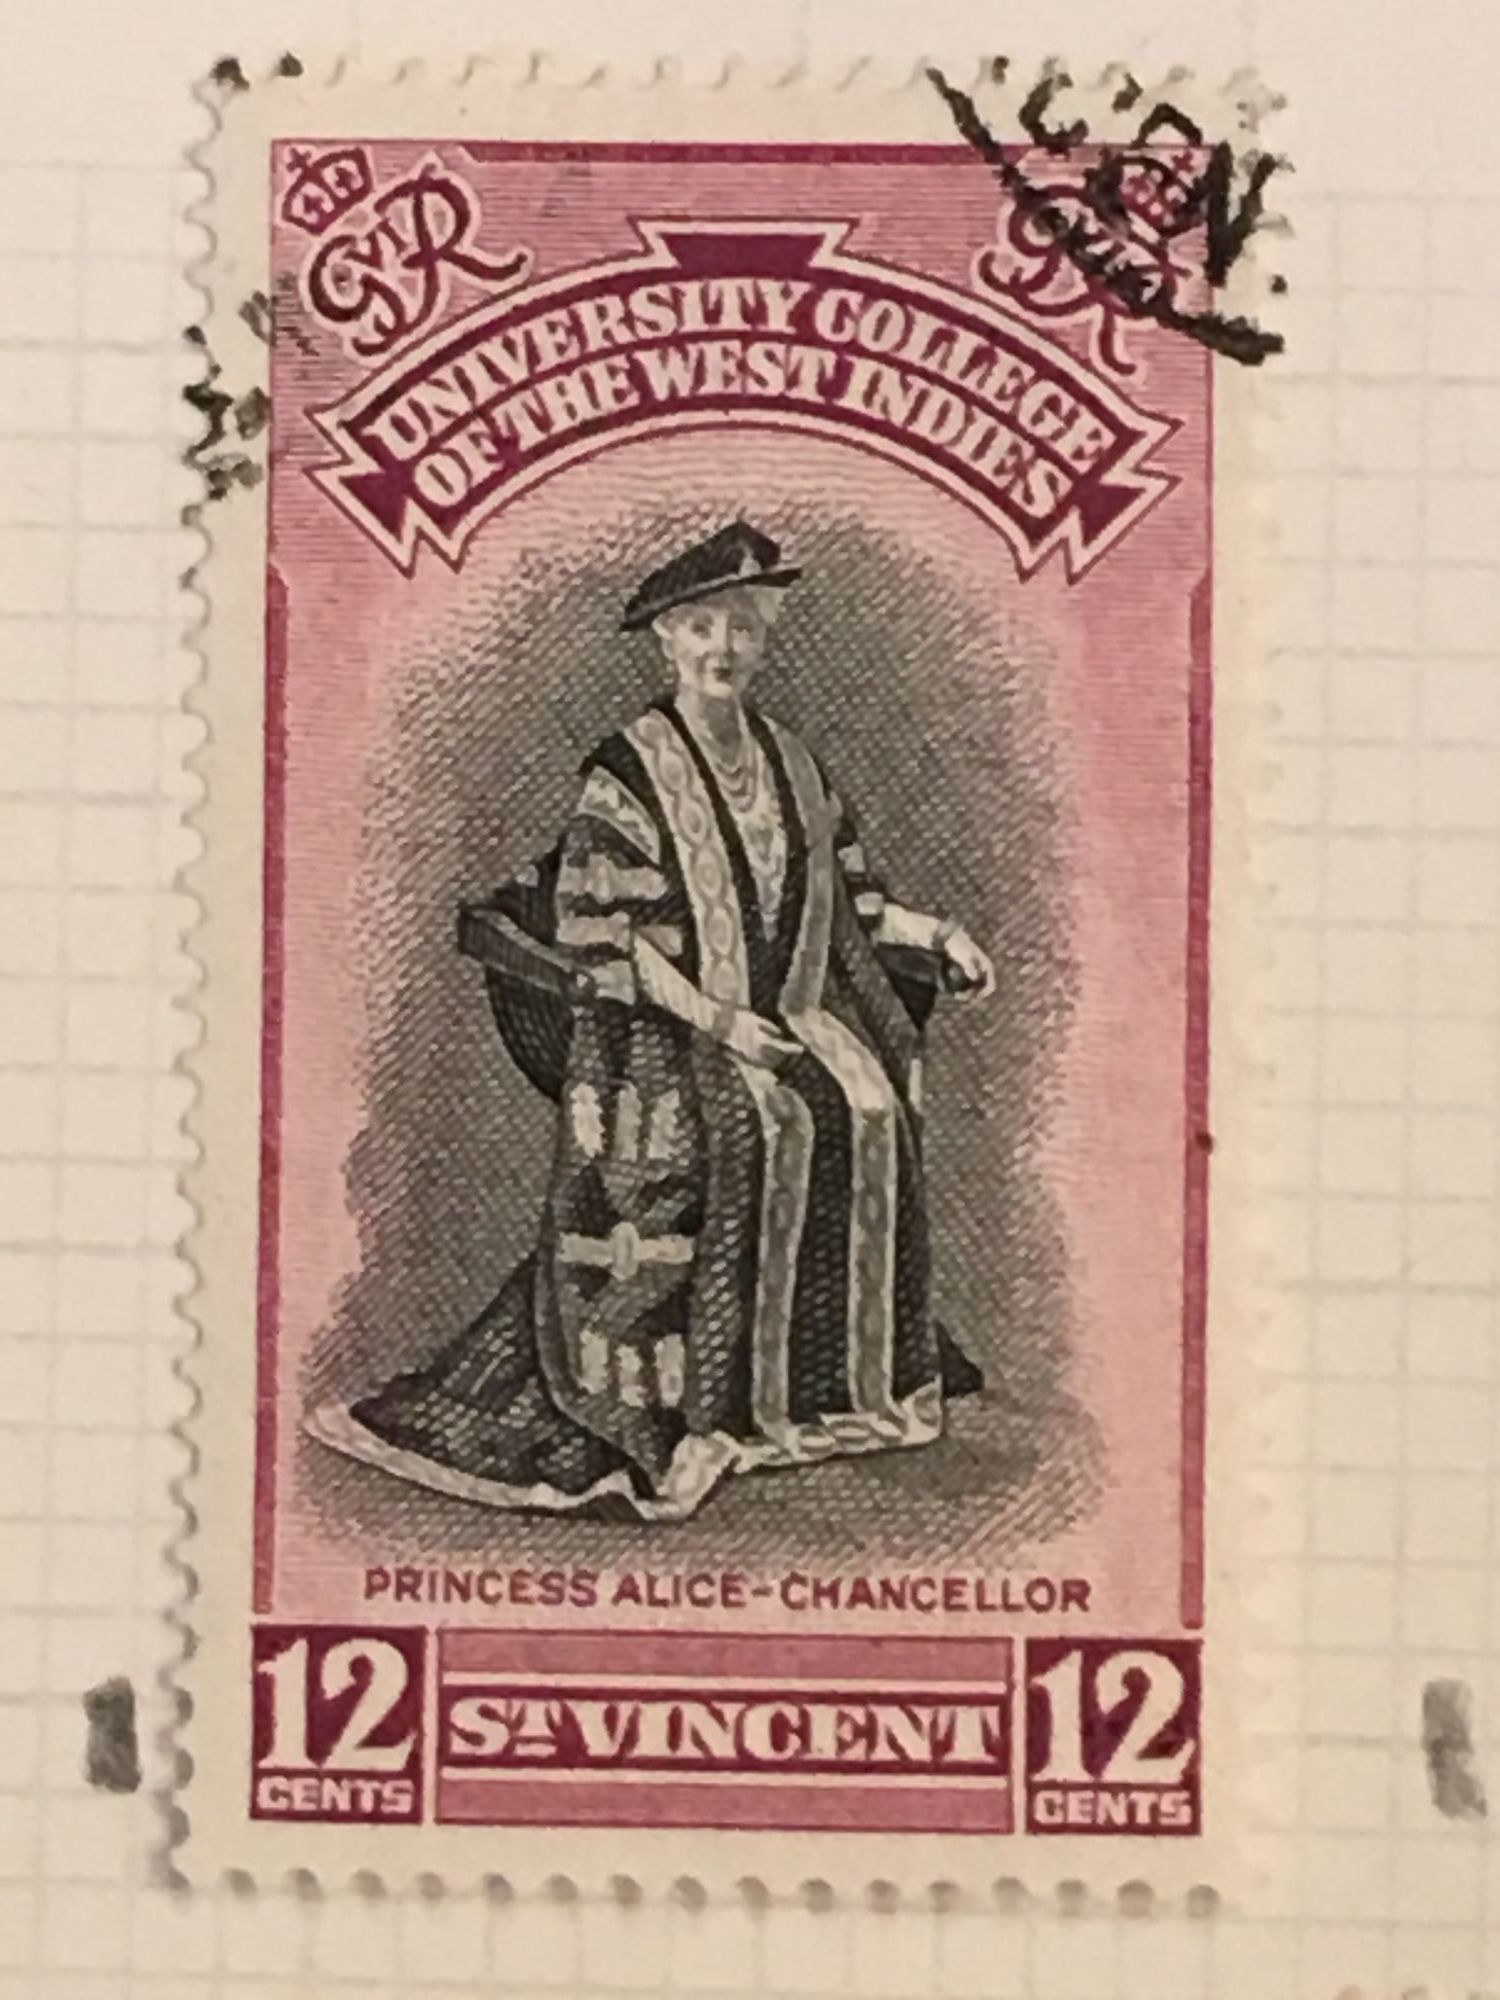 GVIR GVIR
UNIVERSITY COLLEGE
OF THE WEST INDIES
PRINCESS ALICE-CHANCELLOR
12 CENTS
ST VINCENT
12 CENTS